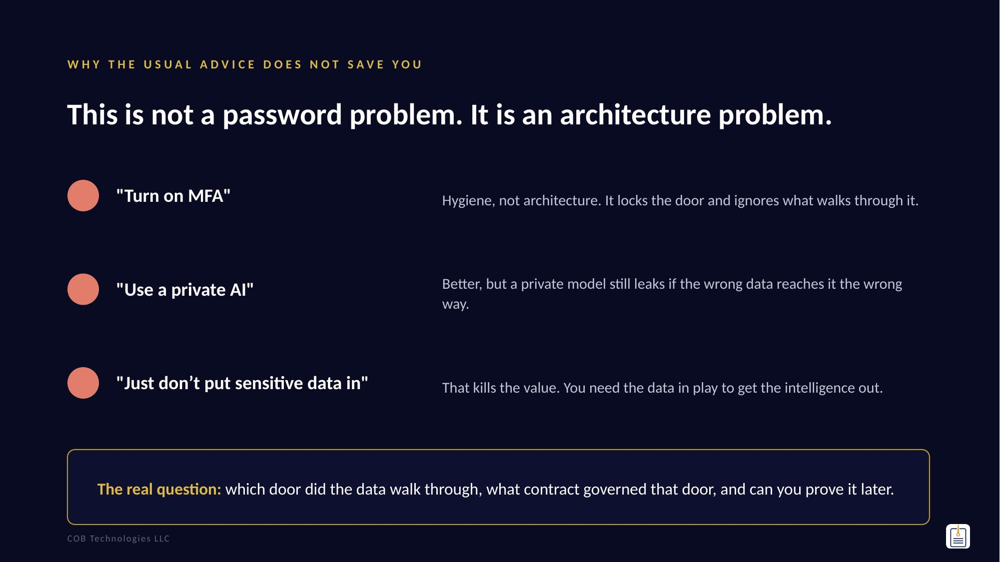 WHY THE USUAL ADVICE DOES NOT SAVE YOU
This is not a password problem. It is an architecture problem.
"Turn on MFA"
Hygiene, not architecture. It locks the door and ignores what walks through it.
"Use a private AI"
Better, but a private model still leaks if the wrong data reaches it the wrong
way.
"Just don’t put sensitive data in"
That kills the value. You need the data in play to get the intelligence out.
The real question: which door did the data walk through, what contract governed that door, and can you prove it later.
COB Technologies LLC